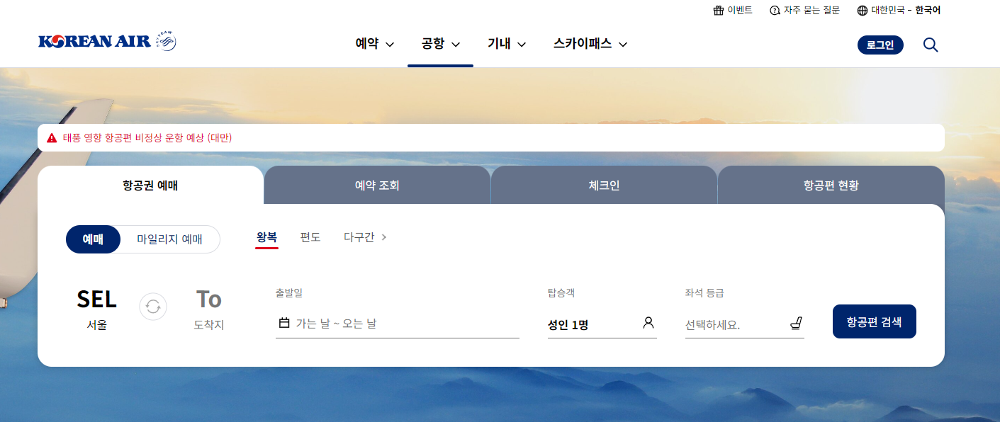 이벤트 자주 묻는 질문 대한민국 - 한국어
KOREAN AIR SKYTEAM
예약 공항 기내 스카이패스 로그인
태풍 영향 항공편 비정상 운항 예상 (대만)
항공권 예매 예약 조회 체크인 항공편 현황
예매 마일리지 예매 왕복 편도 다구간
SEL
서울
To
도착지
출발일
가는 날 ~ 오는 날
탑승객
성인 1명
좌석 등급
선택하세요.
항공편 검색